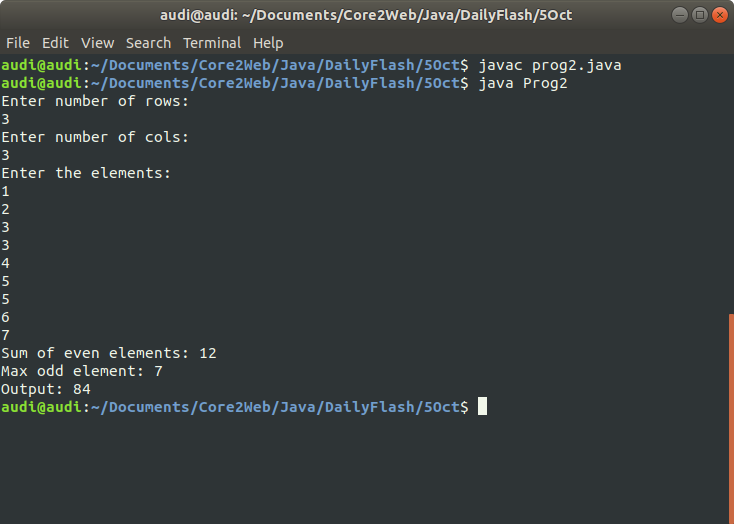 audi@audi: ~/Documents/Core2Web/Java/DailyFlash/5Oct
File Edit View Search Terminal Help
audi@audi:~/Documents/Core2Web/Java/DailyFlash/5Oct$ javac prog2.java
audi@audi:~/Documents/Core2Web/Java/DailyFlash/5Oct$ java Prog2
Enter number of rows:
3
Enter number of cols:
3
Enter the elements:
1
2
3
3
4
5
5
6
7
Sum of even elements: 12
Max odd element: 7
Output: 84
audi@audi:~/Documents/Core2Web/Java/DailyFlash/5Oct$